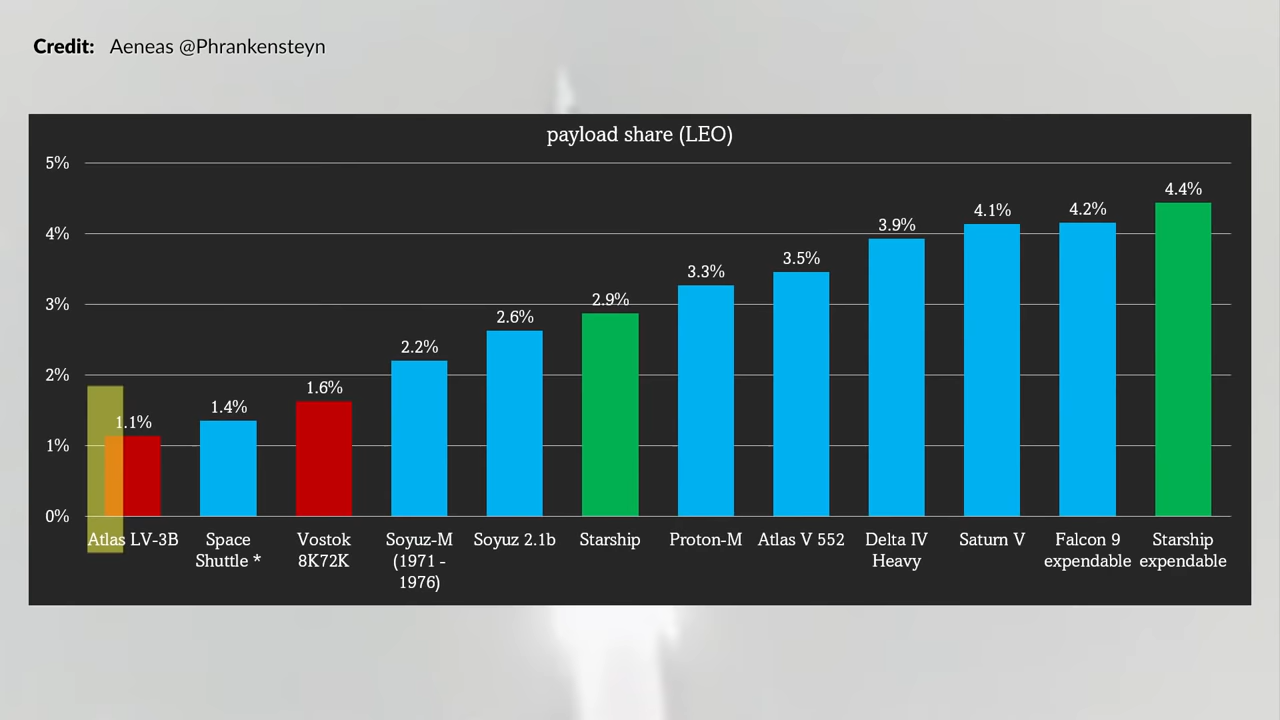 Credit: Aeneas @Phrankensteyn
payload share (LEO)
5%
4%
3%
2%
1%
0%
1.1%
1.4%
1.6%
2.2%
2.6%
2.9%
3.3%
3.5%
3.9%
4.1%
4.2%
4.4%
Atlas LV-3B
Space
Shuttle *
Vostok
8K72K
Soyuz-M
(1971 -
1976)
Soyuz 2.1b
Starship
Proton-M
Atlas V 552
Delta IV
Heavy
Saturn V
Falcon 9
expendable
Starship
expendable